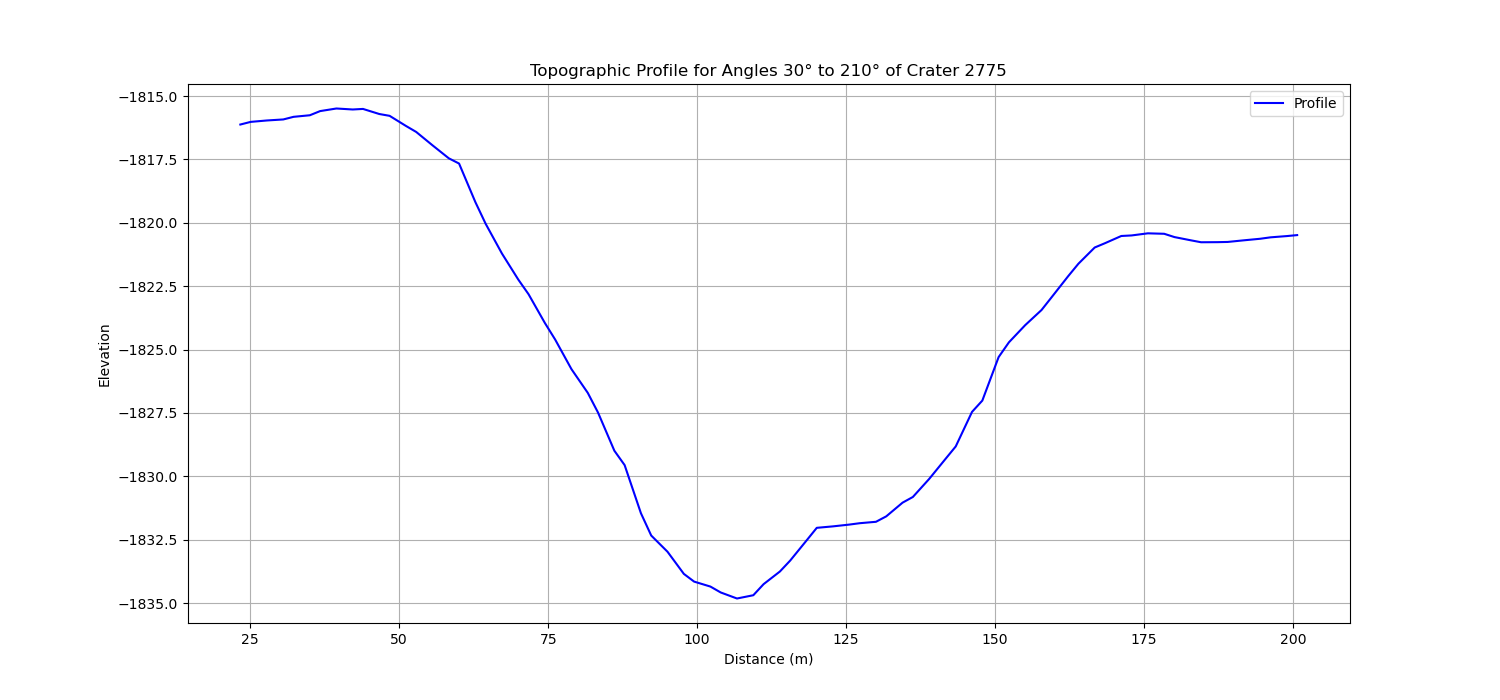 Topographic Profile for Angles 30° to 210° of Crater 2775
Profile
−1815.0
−1817.5
−1820.0
−1822.5
−1825.0
−1827.5
−1830.0
−1832.5
−1835.0
Elevation
25 50 75 100 125 150 175 200
Distance (m)